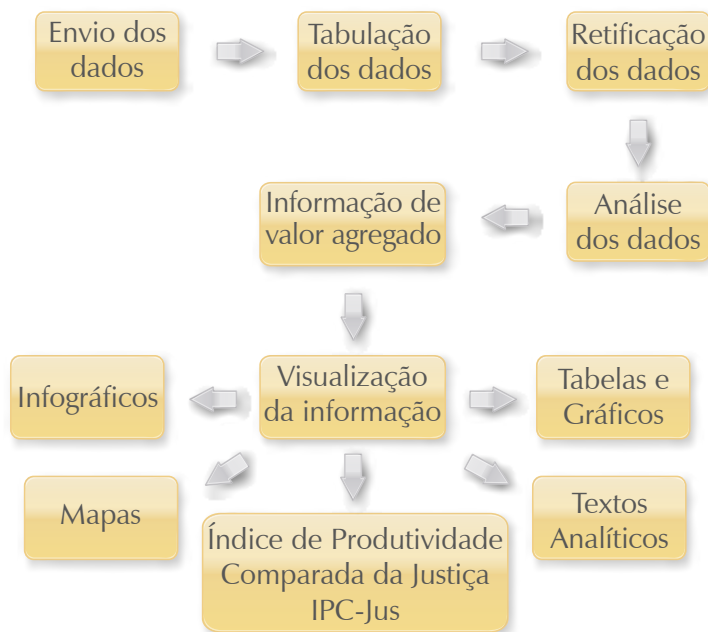 Envio dos
dados
Tabulação
dos dados
Retificação
dos dados
Análise
dos dados
Informação de
valor agregado
Visualização
da informação
Infográficos
Tabelas e
Gráficos
Mapas
Índice de Produtividade
Comparada da Justiça
IPC-Jus
Textos
Analíticos